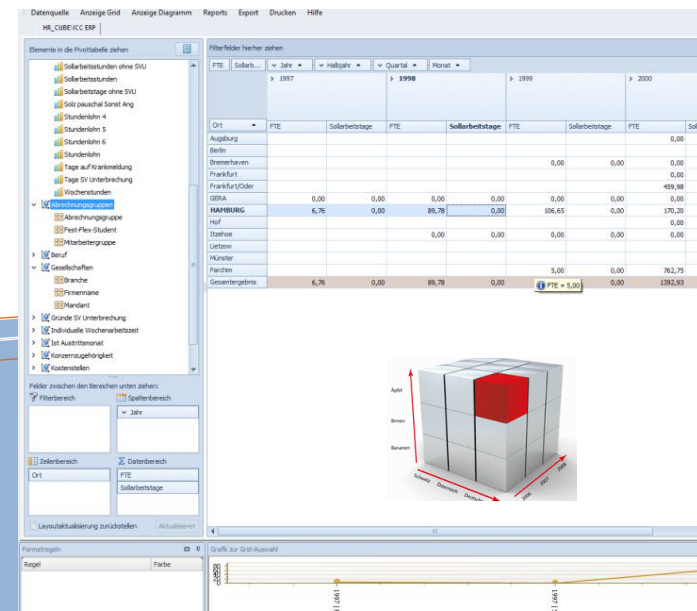 Datenquelle Anzeige Grid Anzeige Diagramm Reports Export Drucken Hilfe
HR_CUBE\ICC ERP
Elemente in die Pivottabelle ziehen
Sollarbeitsstunden ohne SVU
Sollarbeitsstunden
Sollarbeitstage ohne SVU
Solz pauschal Sonst Ang
Stundenlohn 4
Stundenlohn 5
Stundenlohn 6
Stundenlohn
Tage auf Krankmeldung
Tage SV Unterbrechung
Wochenstunden
Abrechnungsgruppen
Abrechnungsgruppe
Fest-Flex-Student
Mitarbeitergruppe
Beruf
Gesellschaften
Branche
Firmenname
Mandant
Gründe SV Unterbrechung
Individuelle Wochenarbeitszeit
Ist Austrittsmonat
Konzernzugehörigkeit
Kostenstellen
Felder zwischen den Bereichen unten ziehen:
Filterbereich Spaltenbereich
Jahr
Zeilenbereich Datenbereich
Ort FTE
Sollarbeitstage
Layoutaktualisierung zurückstellen Aktualisieren
Filterfelder hierher ziehen
FTE Sollarb... Jahr Halbjahr Quartal Monat
1997 1998 1999 2000
Ort FTE Sollarbeitstage FTE Sollarbeitstage FTE Sollarbeitstage FTE
Augsburg 0,00
Berlin
Bremerhaven 0,00 0,00 0,00
Frankfurt 0,00
Frankfurt/Oder 459,98
GERA 0,00 0,00 0,00 0,00 0,00 0,00 0,00
HAMBURG 6,76 0,00 89,78 0,00 106,65 0,00 170,20
Hof 0,00
Itzehoe 0,00 0,00 0,00 0,00 0,00
Lietzow
Münster
Parchim 5,00 0,00 762,75
Gesamtergebnis 6,76 0,00 89,78 0,00 0,00 1392,93
FTE = 5,00
Äpfel
Birnen
Bananen
Schweiz Österreich Deutschl
2006 2007 2008
Formatregeln
Regel Farbe
Grafik zur Grid-Auswahl